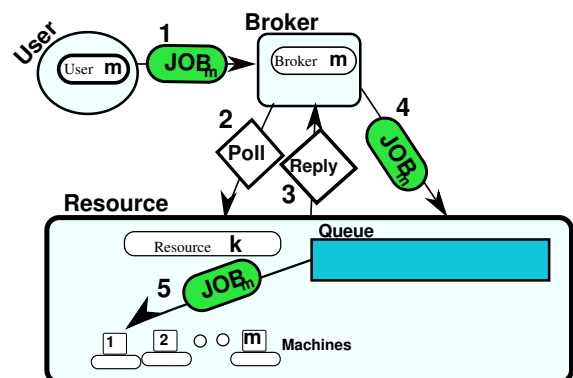 User
User m
1
JOBm
Broker
Broker m
2
Poll
3
Reply
4
JOBm
Resource
Resource k
Queue
5
JOBm
1
2
m
Machines